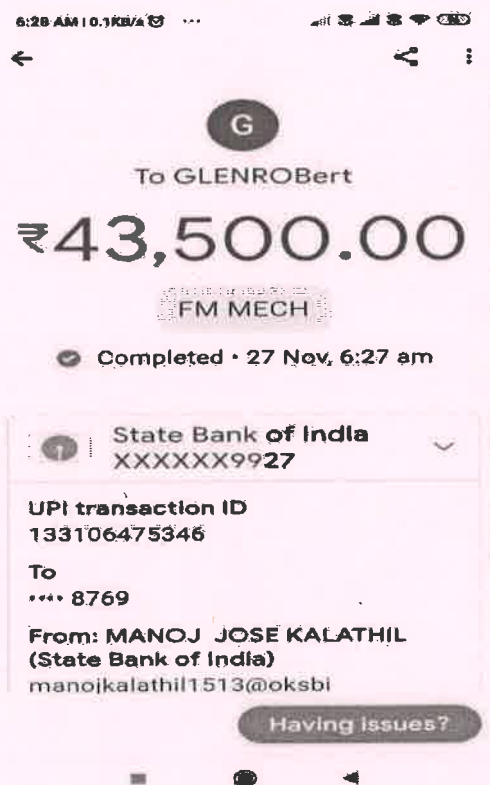 6:28 AM | 0.1KB/s
G
To GLENROBert
₹43,500.00
FM MECH
Completed • 27 Nov, 6:27 am
State Bank of India
XXXXXX9927
UPI transaction ID
133106475346
To
•••• 8769
From: MANOJ JOSE KALATHIL
(State Bank of India)
manojkalathil1513@oksbi
Having issues?